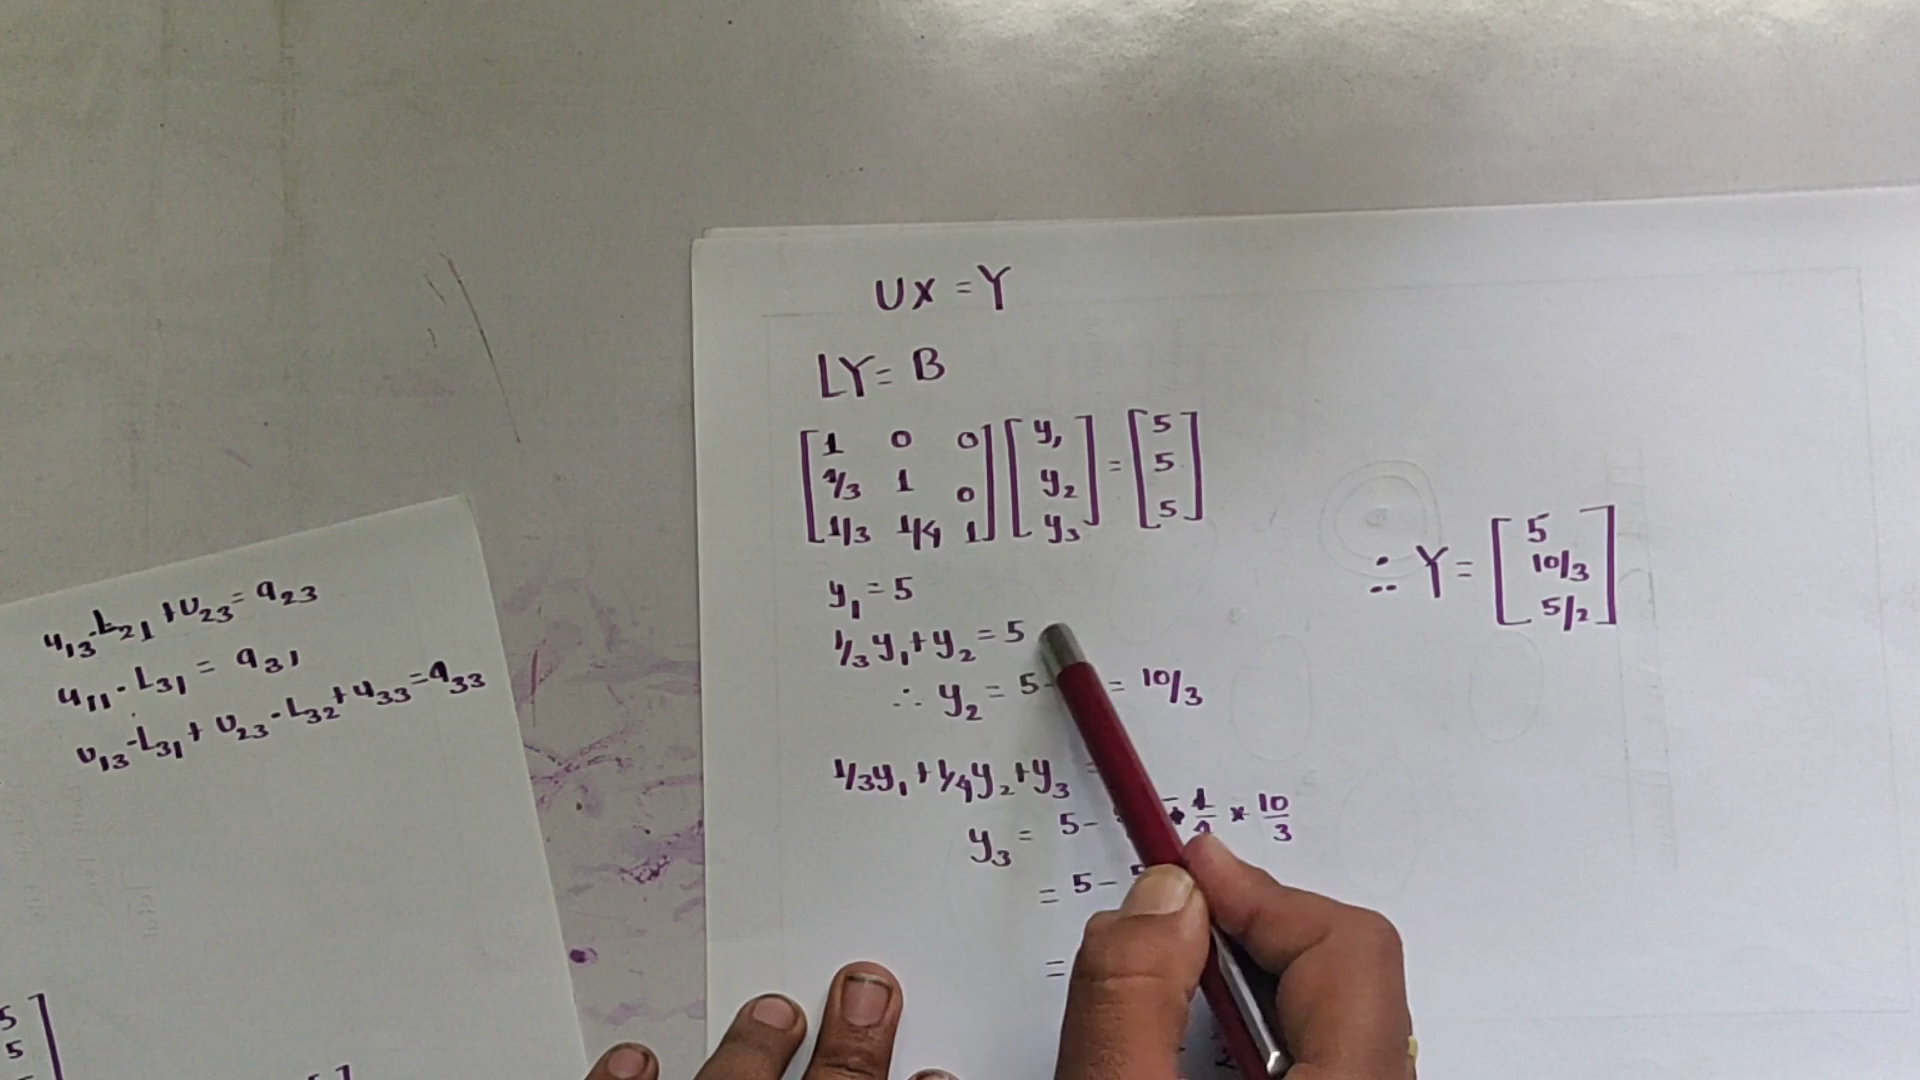 UX = Y
LY = B
[1 0 0] [y1] = [5]
[1/3 1 0] [y2] [5]
[1/3 1/4 1] [y3] [5]
y1 = 5
1/3 y1 + y2 = 5
∴ y2 = 5- = 10/3
1/3 y1 + 1/4 y2 + y3 =
y3 = 5- 1/4 × 10/3
= 5 -
=
∴ Y = [5]
[10/3]
[5/2]
u13·L21 + u23 = a23
u11·L31 = a31
u13·L31 + u23·L32 + u33 = a33
5
5